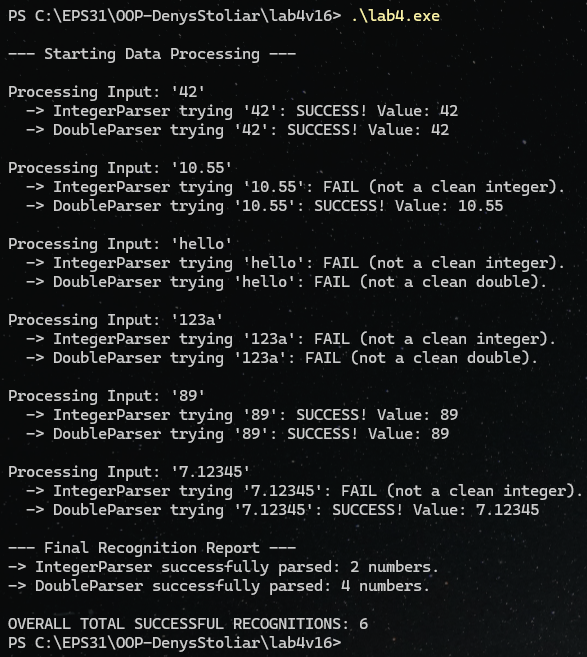 PS C:\EPS31\OOP-DenysStoliar\lab4v16> .\lab4.exe
--- Starting Data Processing ---
Processing Input: '42'
-> IntegerParser trying '42': SUCCESS! Value: 42
-> DoubleParser trying '42': SUCCESS! Value: 42
Processing Input: '10.55'
-> IntegerParser trying '10.55': FAIL (not a clean integer).
-> DoubleParser trying '10.55': SUCCESS! Value: 10.55
Processing Input: 'hello'
-> IntegerParser trying 'hello': FAIL (not a clean integer).
-> DoubleParser trying 'hello': FAIL (not a clean double).
Processing Input: '123a'
-> IntegerParser trying '123a': FAIL (not a clean integer).
-> DoubleParser trying '123a': FAIL (not a clean double).
Processing Input: '89'
-> IntegerParser trying '89': SUCCESS! Value: 89
-> DoubleParser trying '89': SUCCESS! Value: 89
Processing Input: '7.12345'
-> IntegerParser trying '7.12345': FAIL (not a clean integer).
-> DoubleParser trying '7.12345': SUCCESS! Value: 7.12345
--- Final Recognition Report ---
-> IntegerParser successfully parsed: 2 numbers.
-> DoubleParser successfully parsed: 4 numbers.
OVERALL TOTAL SUCCESSFUL RECOGNITIONS: 6
PS C:\EPS31\OOP-DenysStoliar\lab4v16>